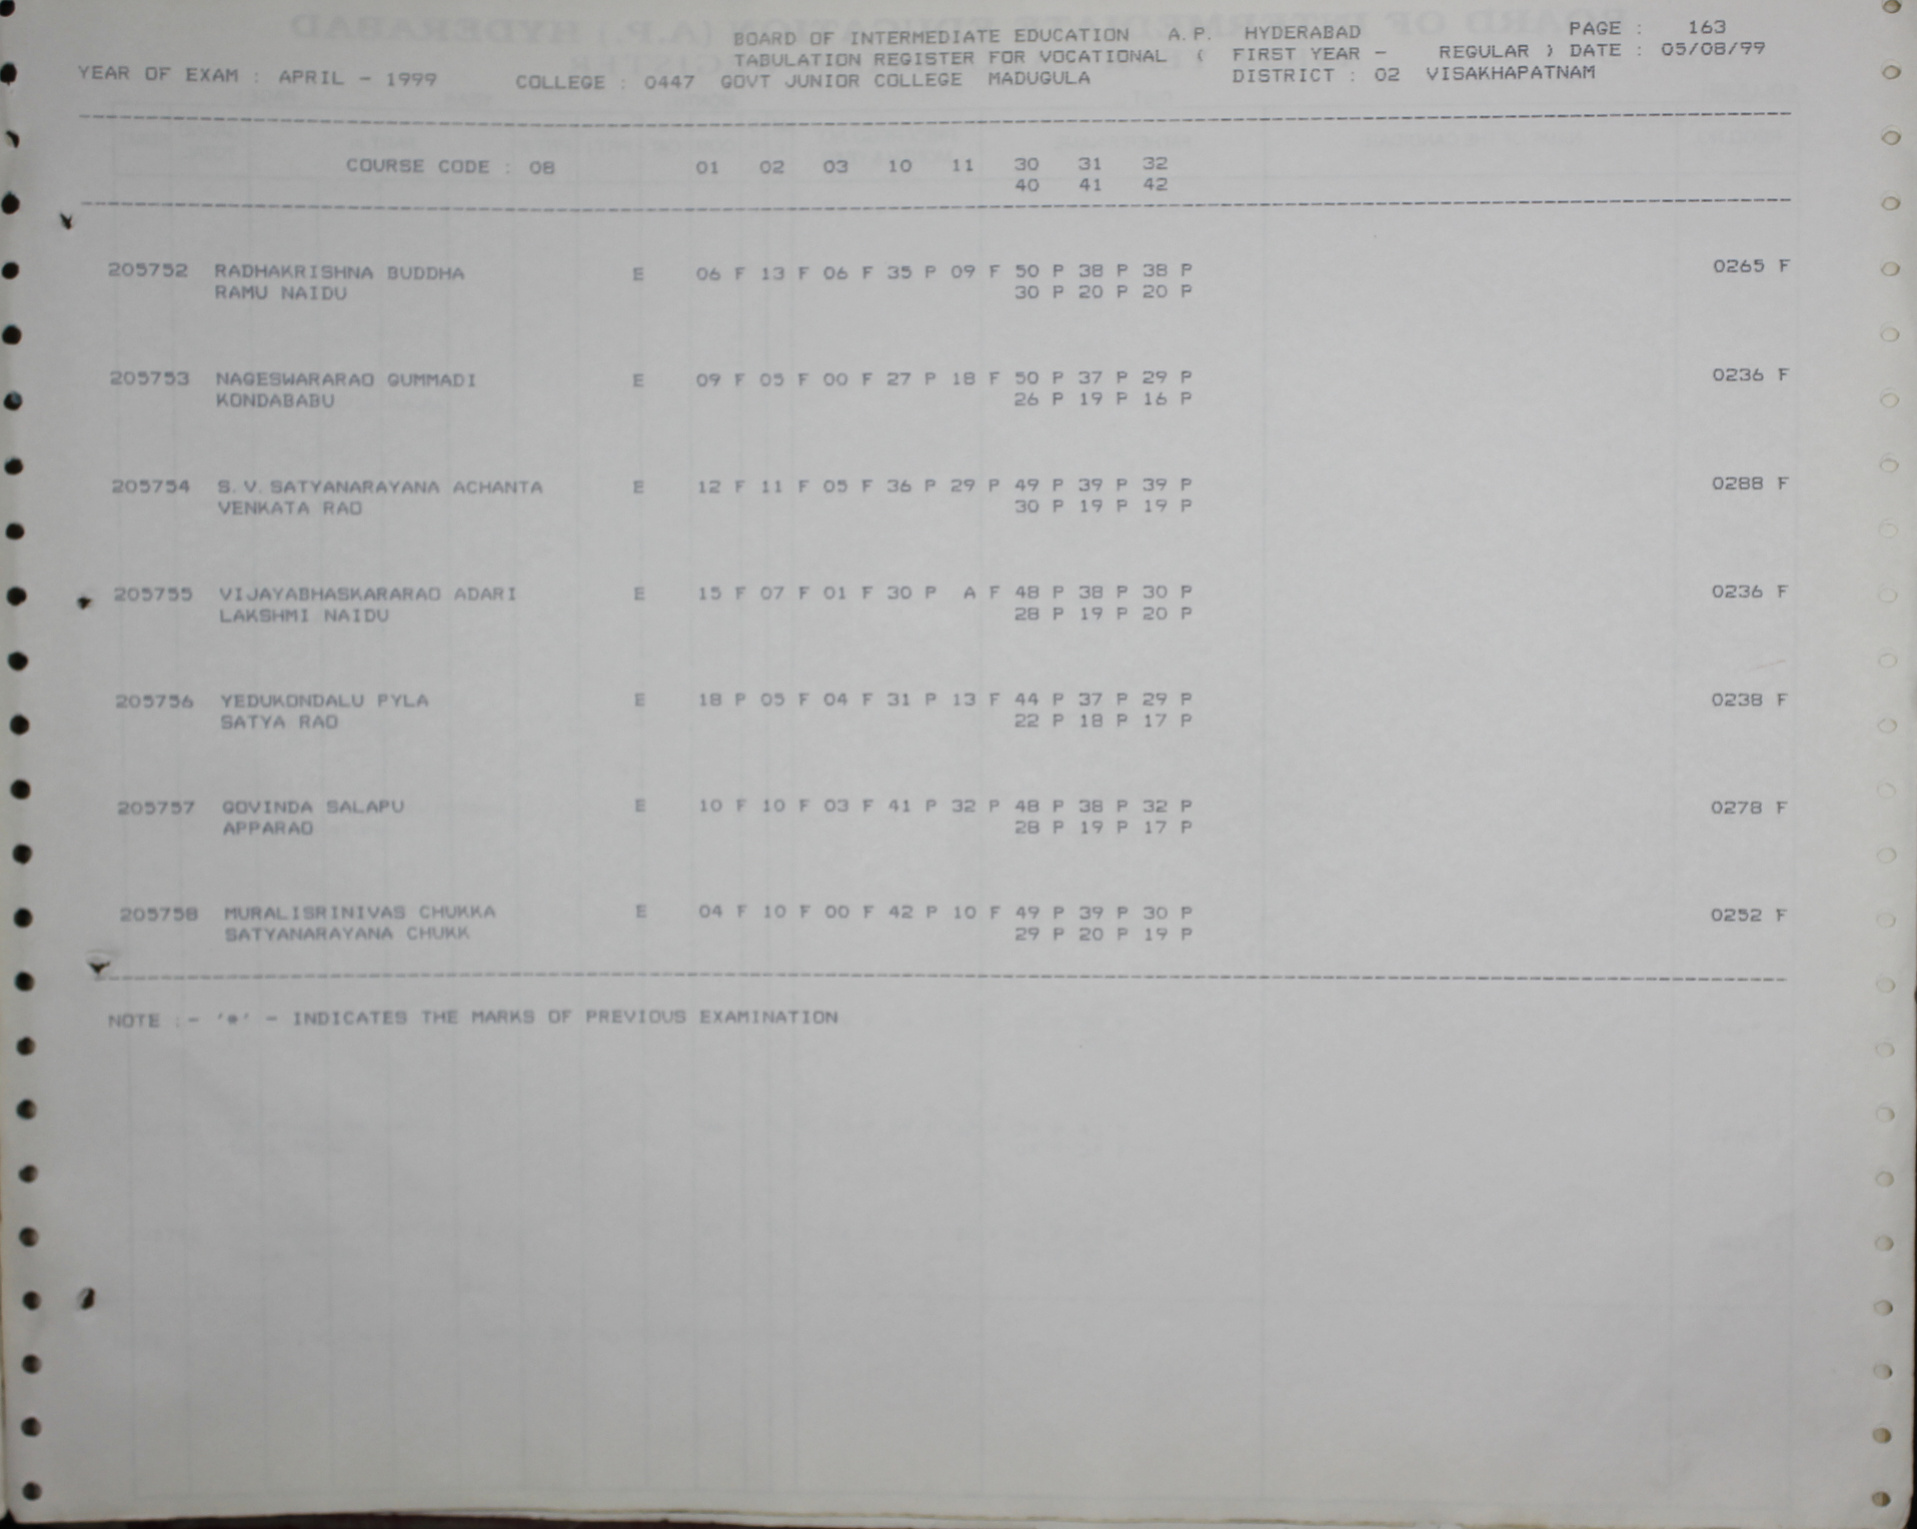 BOARD OF INTERMEDIATE EDUCATION A.P. HYDERABAD PAGE : 163
TABULATION REGISTER FOR VOCATIONAL ( FIRST YEAR - REGULAR ) DATE : 05/08/99
YEAR OF EXAM : APRIL - 1999 COLLEGE : 0447 GOVT JUNIOR COLLEGE MADUGULA DISTRICT : 02 VISAKHAPATNAM
COURSE CODE : 08 01 02 03 10 11 30 31 32
40 41 42
205752 RADHAKRISHNA BUDDHA E 06 F 13 F 06 F 35 P 09 F 50 P 38 P 38 P 0265 F
RAMU NAIDU 30 P 20 P 20 P
205753 NAGESWARARAO GUMMADI E 09 F 05 F 00 F 27 P 18 F 50 P 37 P 29 P 0236 F
KONDABABU 26 P 19 P 16 P
205754 S.V.SATYANARAYANA ACHANTA E 12 F 11 F 05 F 36 P 29 P 49 P 39 P 39 P 0288 F
VENKATA RAO 30 P 19 P 19 P
205755 VIJAYABHASKARARAO ADARI E 15 F 07 F 01 F 30 P A F 48 P 38 P 30 P 0236 F
LAKSHMI NAIDU 28 P 19 P 20 P
205756 YEDUKONDALU PYLA E 18 P 05 F 04 F 31 P 13 F 44 P 37 P 29 P 0238 F
SATYA RAO 22 P 18 P 17 P
205757 GOVINDA SALAPU E 10 F 10 F 03 F 41 P 32 P 48 P 38 P 32 P 0278 F
APPARAO 28 P 19 P 17 P
205758 MURALISRINIVAS CHUKKA E 04 F 10 F 00 F 42 P 10 F 49 P 39 P 30 P 0252 F
SATYANARAYANA CHUKK 29 P 20 P 19 P
NOTE :- '*' - INDICATES THE MARKS OF PREVIOUS EXAMINATION